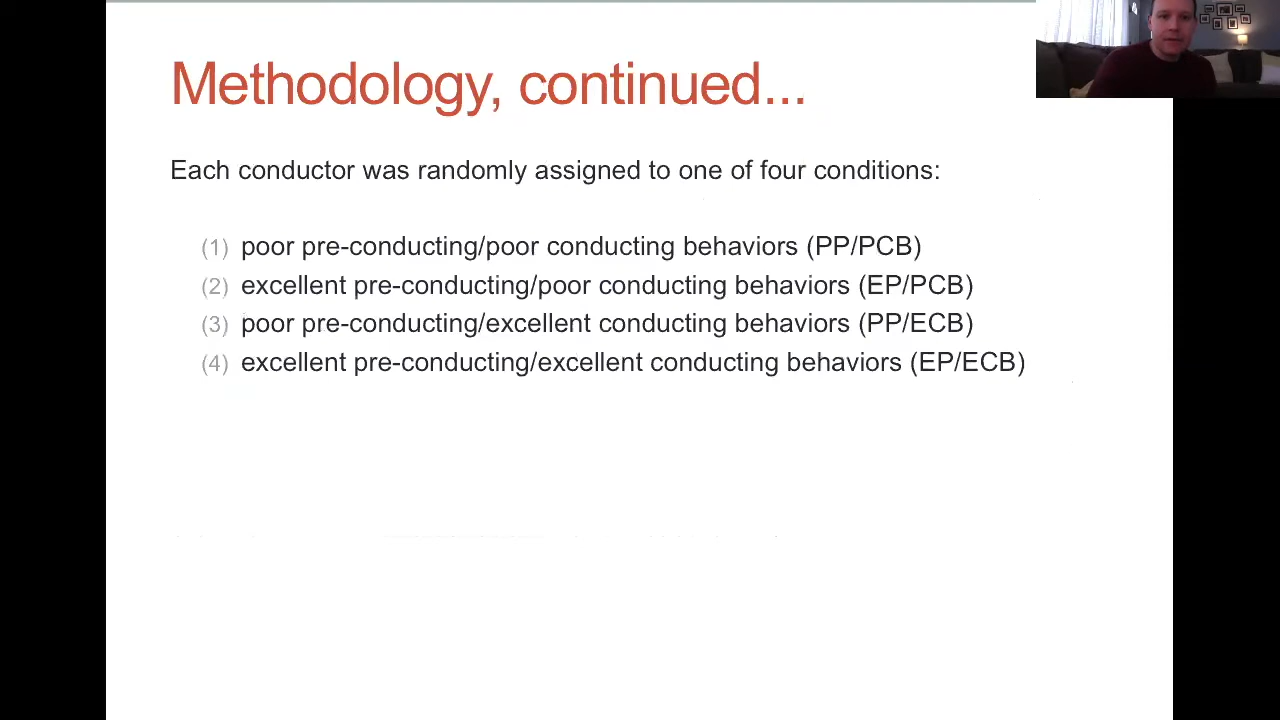 Methodology, continued...
Each conductor was randomly assigned to one of four conditions:
(1) poor pre-conducting/poor conducting behaviors (PP/PCB)
(2) excellent pre-conducting/poor conducting behaviors (EP/PCB)
(3) poor pre-conducting/excellent conducting behaviors (PP/ECB)
(4) excellent pre-conducting/excellent conducting behaviors (EP/ECB)